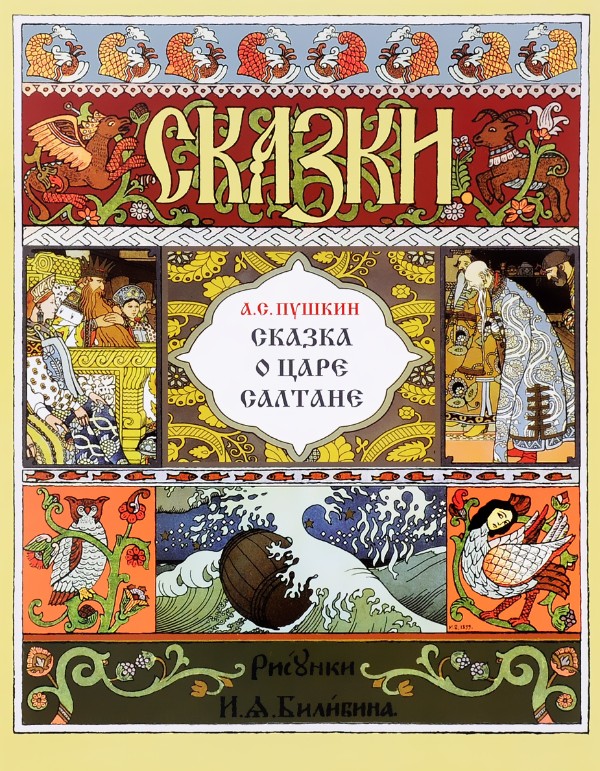 СКАЗКИ.
А.С. ПУШКИН
СКАЗКА
О ЦАРЕ
САЛТАНЕ
Рисунки
И.Я. Билибина.